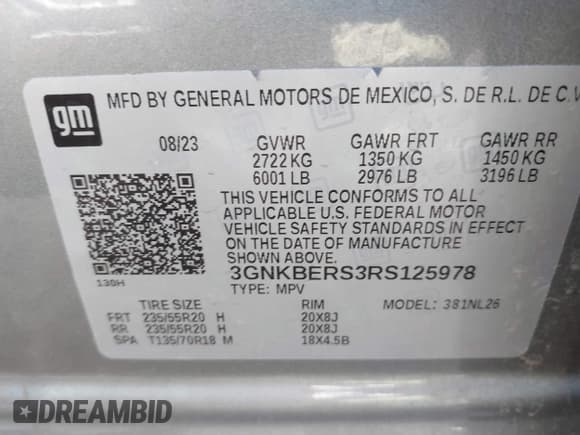 gm
MFD BY GENERAL MOTORS DE MEXICO, S. DE R.L. DE C.V
08/23 GVWR GAWR FRT GAWR RR
2722 KG 1350 KG 1450 KG
6001 LB 2976 LB 3196 LB
THIS VEHICLE CONFORMS TO ALL
APPLICABLE U.S. FEDERAL MOTOR
VEHICLE SAFETY STANDARDS IN EFFECT
ON THE DATE OF MANUFACTURE
SHOWN ABOVE.
130H
3GNKBERS3RS125978
TYPE: MPV MODEL: 381NL26
TIRE SIZE RIM
FRT 235/55R20 H 20X8J
RR 235/55R20 H 20X8J
SPA T135/70R18 M 18X4.5B
DREAMBID